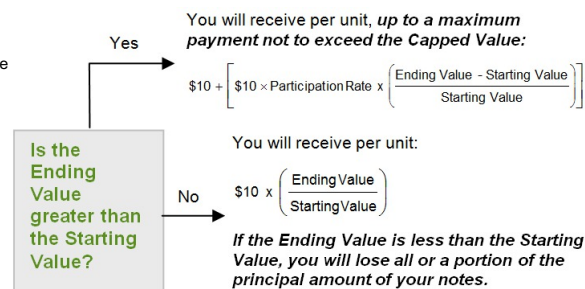 You will receive per unit, up to a maximum
payment not to exceed the Capped Value:
Yes
e
$10 + [ $10 × Participation Rate x ( Ending Value - Starting Value / Starting Value ) ]
Is the
Ending
Value
greater than
the Starting
Value?
No
You will receive per unit:
$10 x ( Ending Value / Starting Value )
If the Ending Value is less than the Starting
Value, you will lose all or a portion of the
principal amount of your notes.